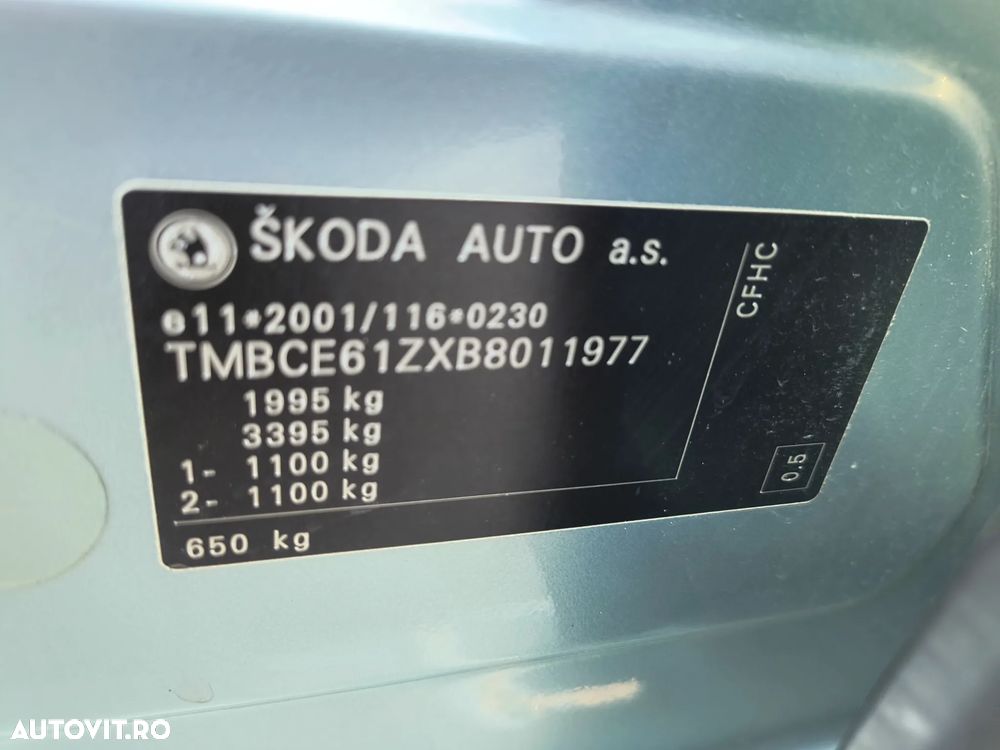 ŠKODA AUTO a.s.
e11*2001/116*0230
TMBCE61ZXB8011977
1995 kg
3395 kg
1- 1100 kg
2- 1100 kg
650 kg
CFHC
0.5
AUTOVIT.RO